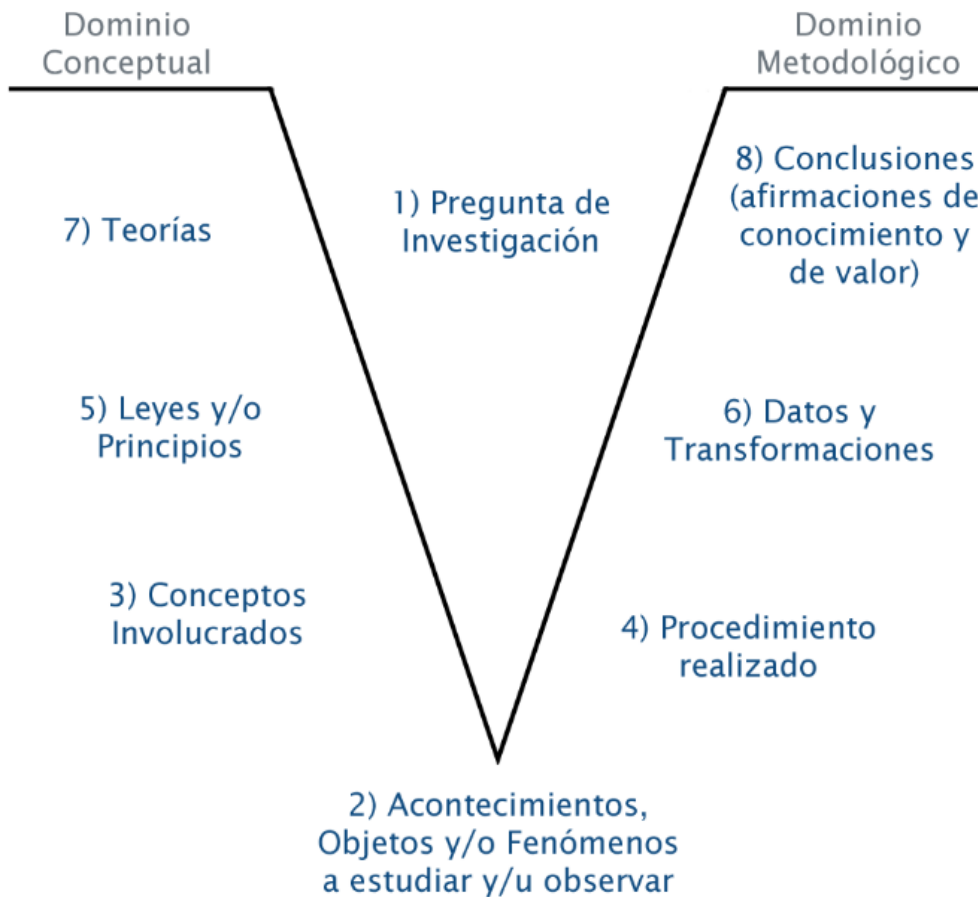 Dominio
Conceptual
Dominio
Metodológico
7) Teorías
1) Pregunta de
Investigación
8) Conclusiones
(afirmaciones de
conocimiento y
de valor)
5) Leyes y/o
Principios
6) Datos y
Transformaciones
3) Conceptos
Involucrados
4) Procedimiento
realizado
2) Acontecimientos,
Objetos y/o Fenómenos
a estudiar y/u observar